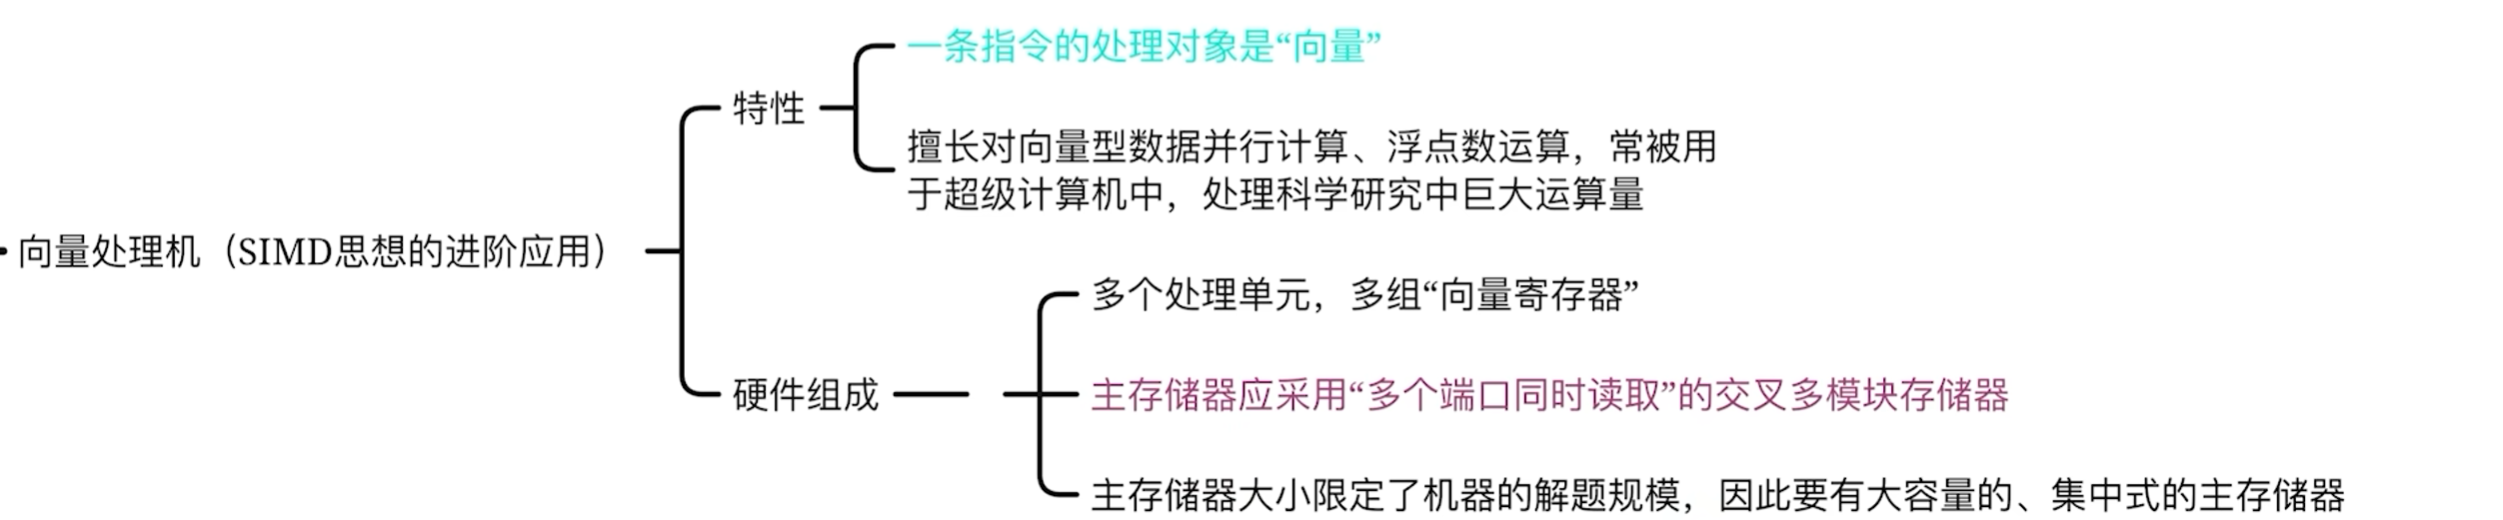 一条指令的处理对象是“向量”
特性
擅长对向量型数据并行计算、浮点数运算，常被用
于超级计算机中，处理科学研究中巨大运算量
向量处理机（SIMD思想的进阶应用）
多个处理单元，多组“向量寄存器”
硬件组成
主存储器应采用“多个端口同时读取”的交叉多模块存储器
主存储器大小限定了机器的解题规模，因此要有大容量的、集中式的主存储器